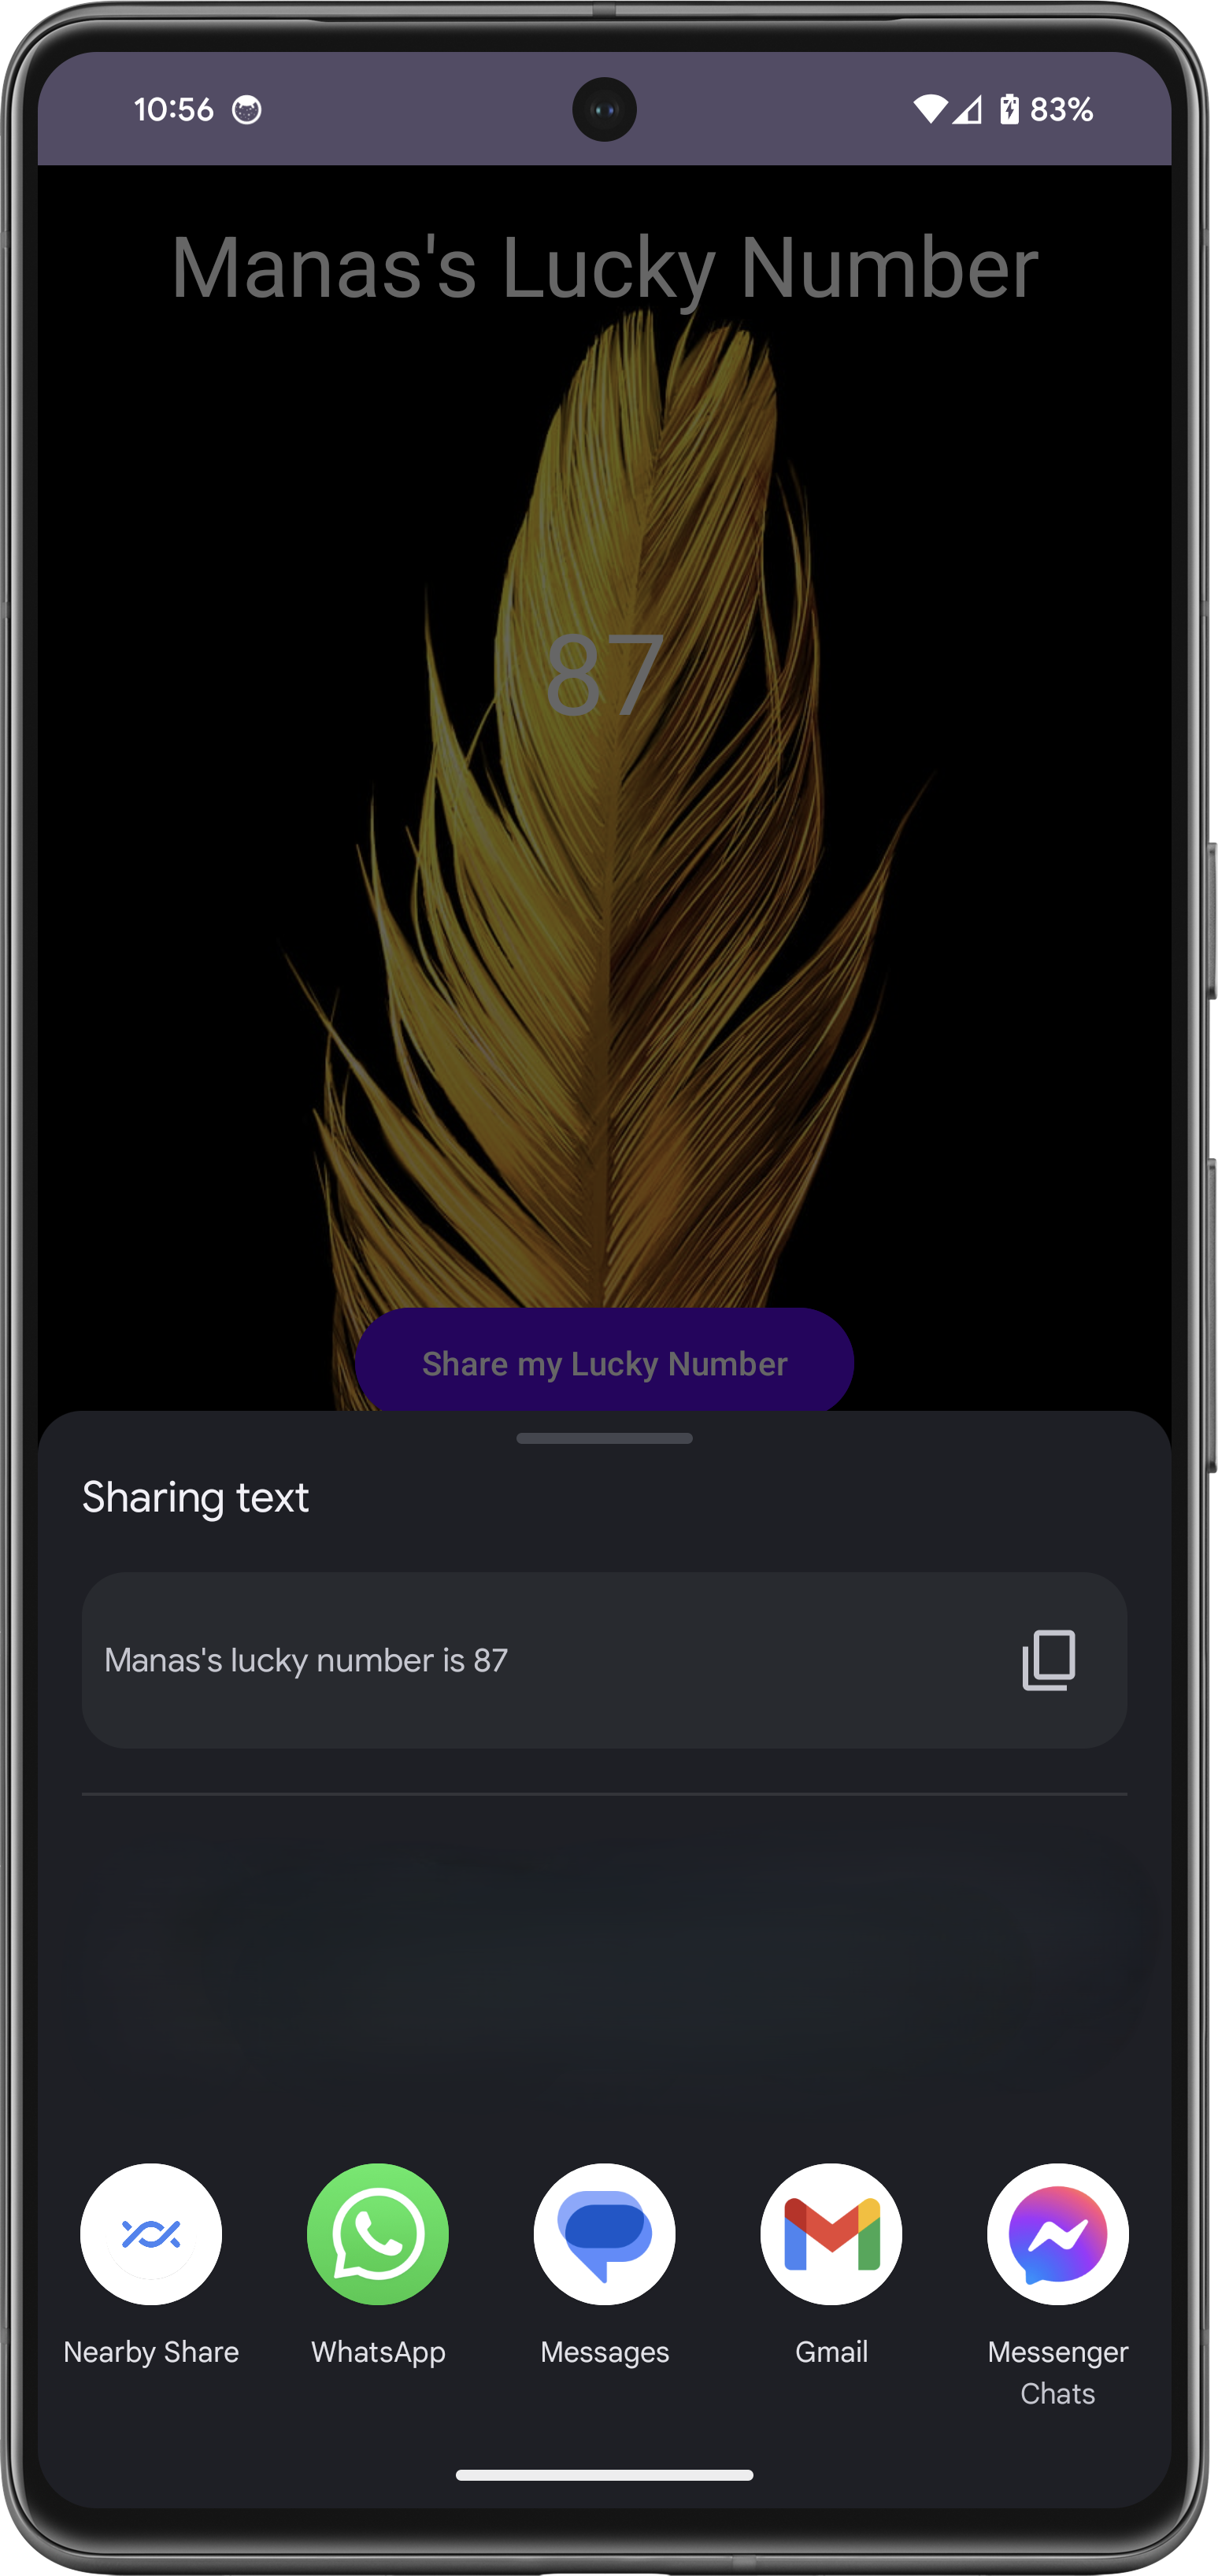 10:56
83%
Manas's Lucky Number
87
Share my Lucky Number
Sharing text
Manas's lucky number is 87
Nearby Share
WhatsApp
Messages
Gmail
Messenger
Chats